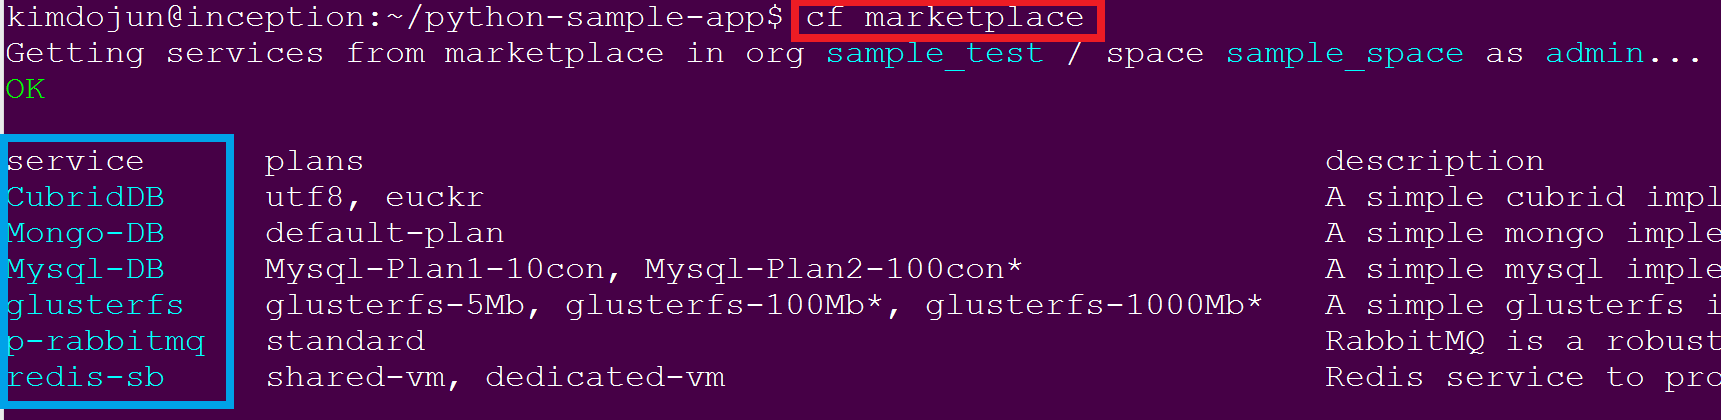 kimdojun@inception:~/python-sample-app$ cf marketplace
Getting services from marketplace in org sample_test / space sample_space as admin...
OK
service plans description
CubridDB utf8, euckr A simple cubrid impl
Mongo-DB default-plan A simple mongo imple
Mysql-DB Mysql-Plan1-10con, Mysql-Plan2-100con* A simple mysql imple
glusterfs glusterfs-5Mb, glusterfs-100Mb*, glusterfs-1000Mb* A simple glusterfs i
p-rabbitmq standard RabbitMQ is a robust
redis-sb shared-vm, dedicated-vm Redis service to pro